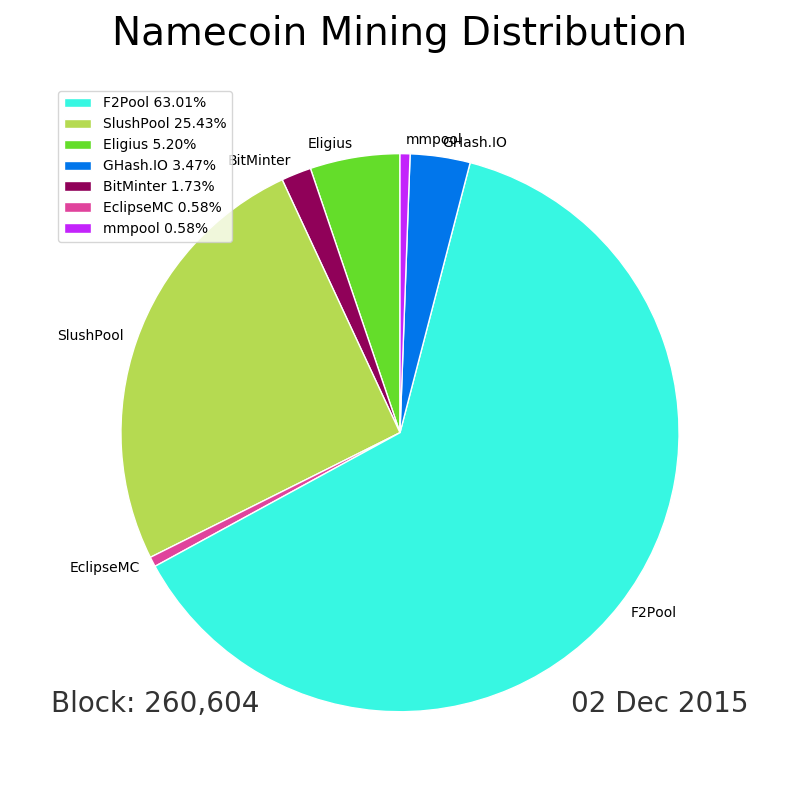 Namecoin Mining Distribution
F2Pool 63.01%
SlushPool 25.43%
Eligius 5.20%
GHash.IO 3.47%
BitMinter 1.73%
EclipseMC 0.58%
mmpool 0.58%
mmpool
GHash.IO
Eligius
BitMinter
SlushPool
EclipseMC
F2Pool
Block: 260,604
02 Dec 2015